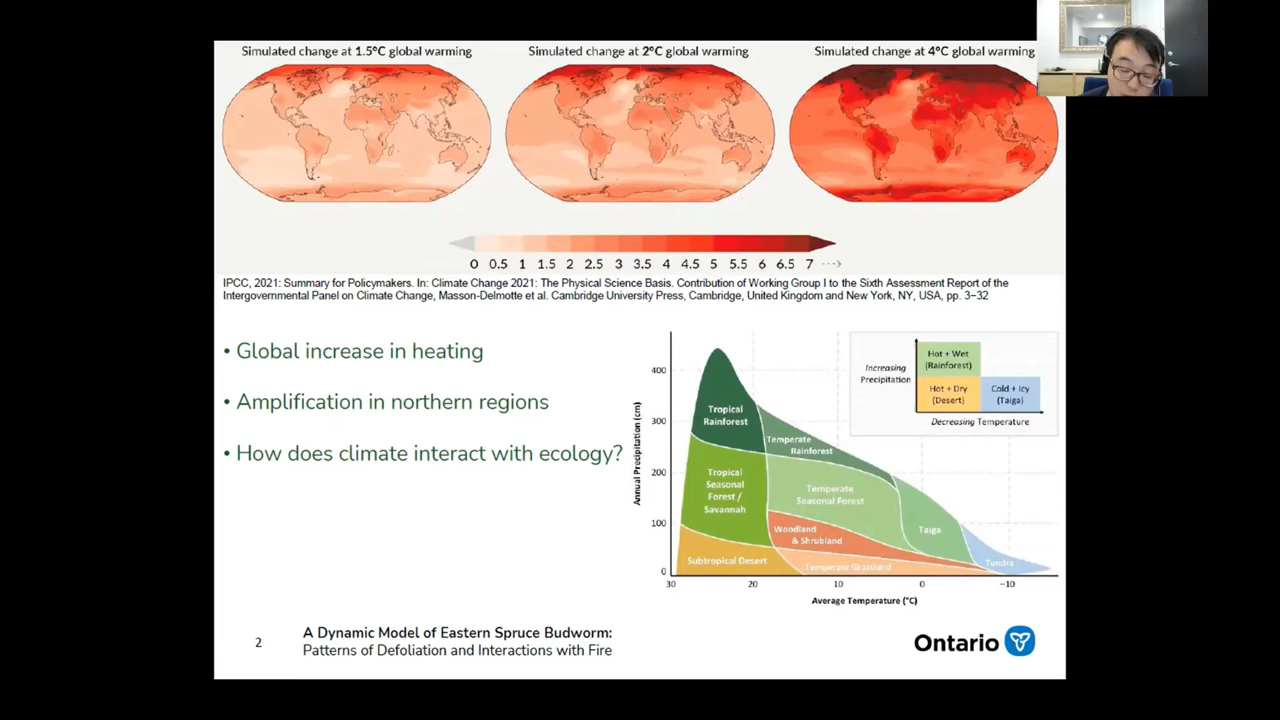 Simulated change at 1.5°C global warming
Simulated change at 2°C global warming
Simulated change at 4°C global warming
0 0.5 1 1.5 2 2.5 3 3.5 4 4.5 5 5.5 6 6.5 7
IPCC, 2021: Summary for Policymakers. In: Climate Change 2021: The Physical Science Basis. Contribution of Working Group I to the Sixth Assessment Report of the
Intergovernmental Panel on Climate Change, Masson-Delmotte et al. Cambridge University Press, Cambridge, United Kingdom and New York, NY, USA, pp. 3–32
• Global increase in heating
• Amplification in northern regions
• How does climate interact with ecology?
Annual Precipitation (cm)
400
300
200
100
0
30 20 10 0 −10
Average Temperature (°C)
Tropical
Rainforest
Temperate
Rainforest
Tropical
Seasonal
Forest /
Savannah
Temperate
Seasonal Forest
Woodland
& Shrubland
Taiga
Subtropical Desert
Temperate Grassland
Tundra
Increasing
Precipitation
Hot + Wet
(Rainforest)
Hot + Dry
(Desert)
Cold + Icy
(Taiga)
Decreasing Temperature
2
A Dynamic Model of Eastern Spruce Budworm:
Patterns of Defoliation and Interactions with Fire
Ontario